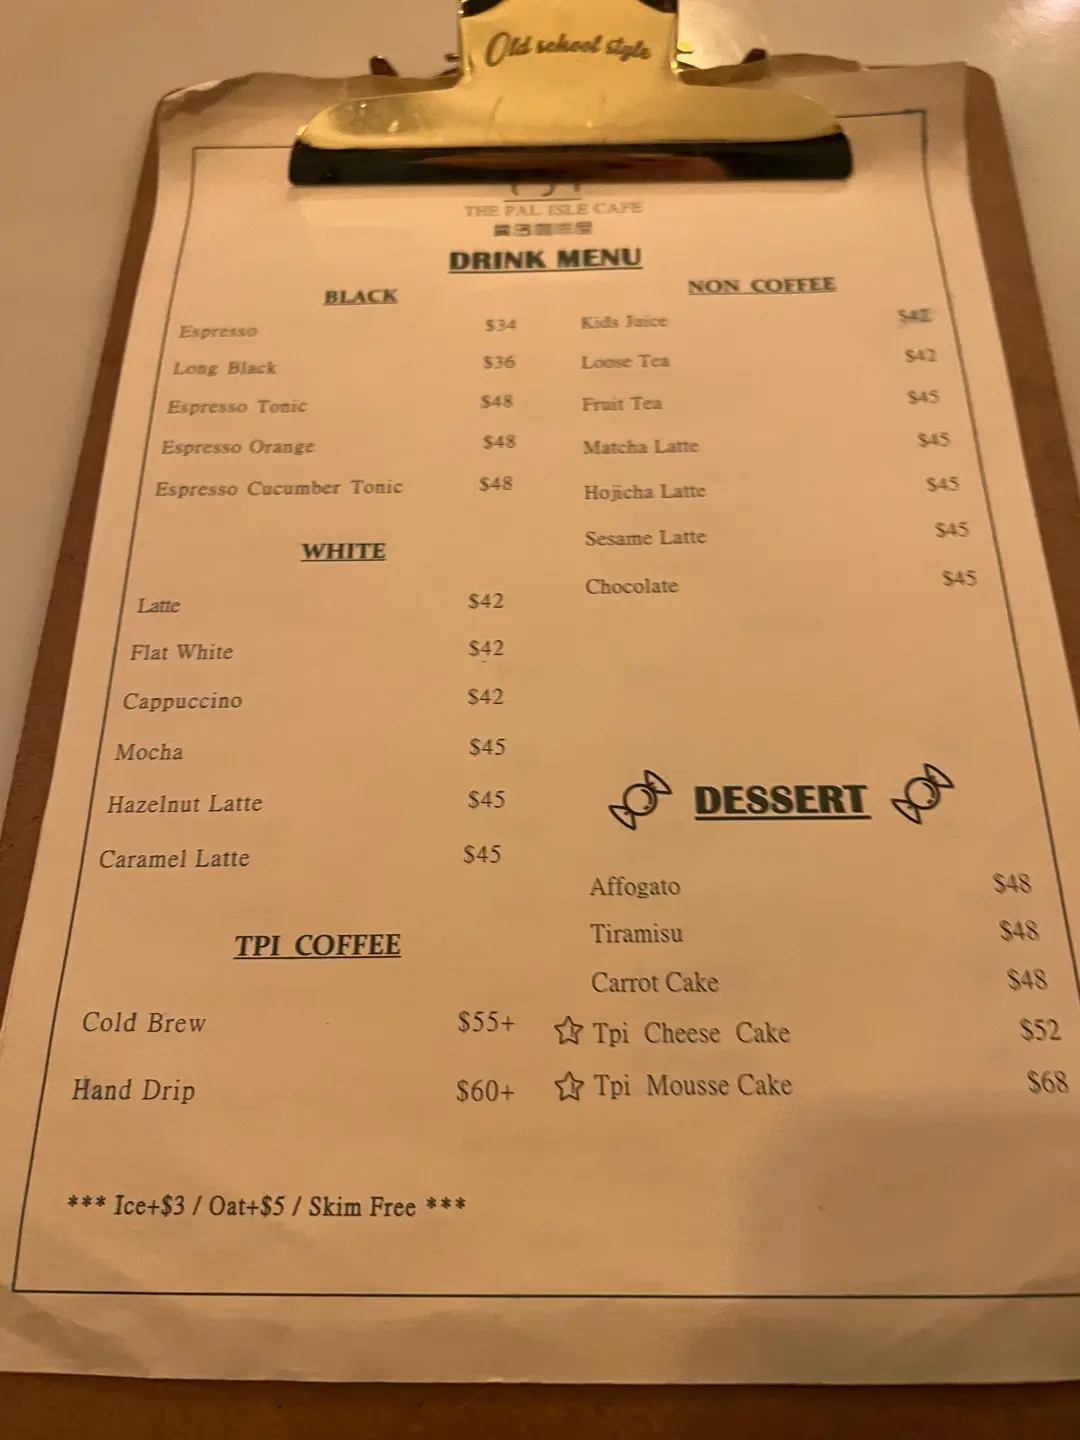 Old school style
THE PAL ISLE CAFE
DRINK MENU
BLACK
Espresso $34
Long Black $36
Espresso Tonic $48
Espresso Orange $48
Espresso Cucumber Tonic $48
WHITE
Latte $42
Flat White $42
Cappuccino $42
Mocha $45
Hazelnut Latte $45
Caramel Latte $45
TPI COFFEE
Cold Brew $55+
Hand Drip $60+
*** Ice+$3 / Oat+$5 / Skim Free ***
NON COFFEE
Kids Juice
Loose Tea $42
Fruit Tea $45
Matcha Latte $45
Hojicha Latte $45
Sesame Latte $45
Chocolate $45
DESSERT
Affogato $48
Tiramisu $48
Carrot Cake $48
Tpi Cheese Cake $52
Tpi Mousse Cake $68